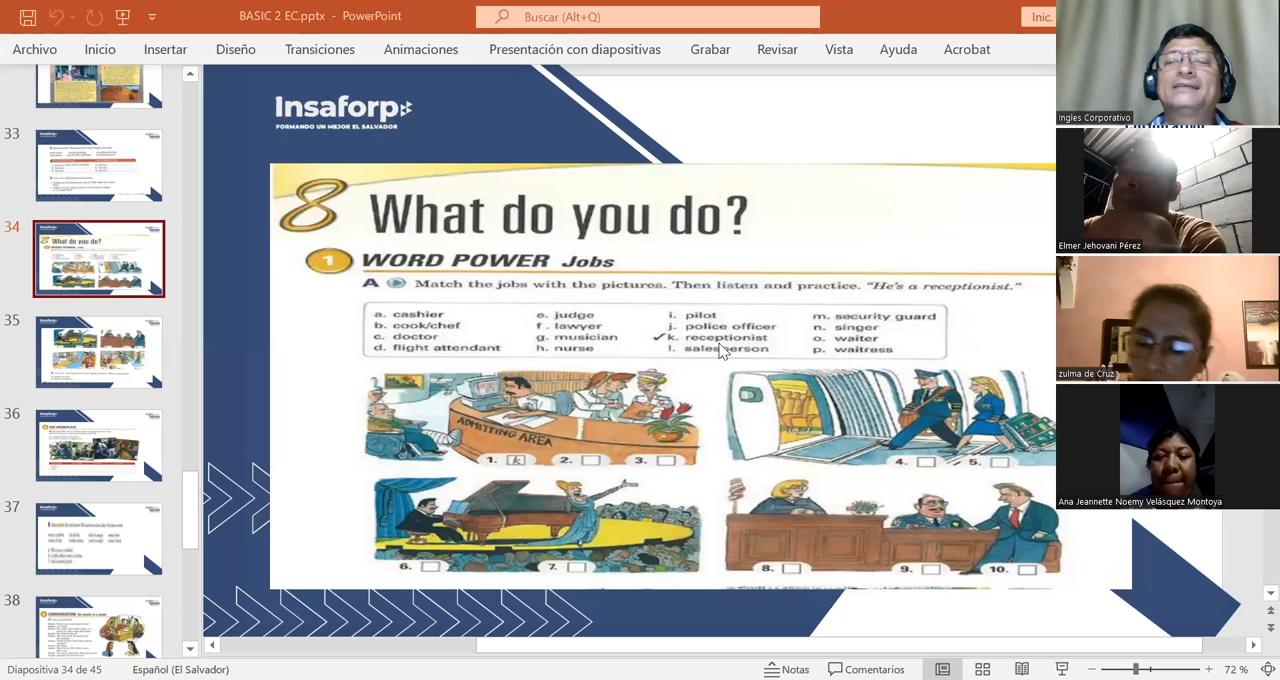 BASIC 2 EC.pptx - PowerPoint
Buscar (Alt+Q)
Inic.
Archivo Inicio Insertar Diseño Transiciones Animaciones Presentación con diapositivas Grabar Revisar Vista Ayuda Acrobat
33
34
35
36
37
38
Insaforp
FORMANDO UN MEJOR EL SALVADOR
8 What do you do?
1 WORD POWER Jobs
A Match the jobs with the pictures. Then listen and practice. "He's a receptionist."
a. cashier e. judge i. pilot m. security guard
b. cook/chef f. lawyer j. police officer n. singer
c. doctor g. musician k. receptionist o. waiter
d. flight attendant h. nurse l. salesperson p. waitress
ADMITTING AREA
1. k 2. 3. 4. 5.
6. 7. 8. 9. 10.
Ingles Corporativo
Elmer Jehovani Pérez
zulma de Cruz
Ana Jeannette Noemy Velásquez Montoya
Diapositiva 34 de 45 Español (El Salvador) Notas Comentarios 72 %